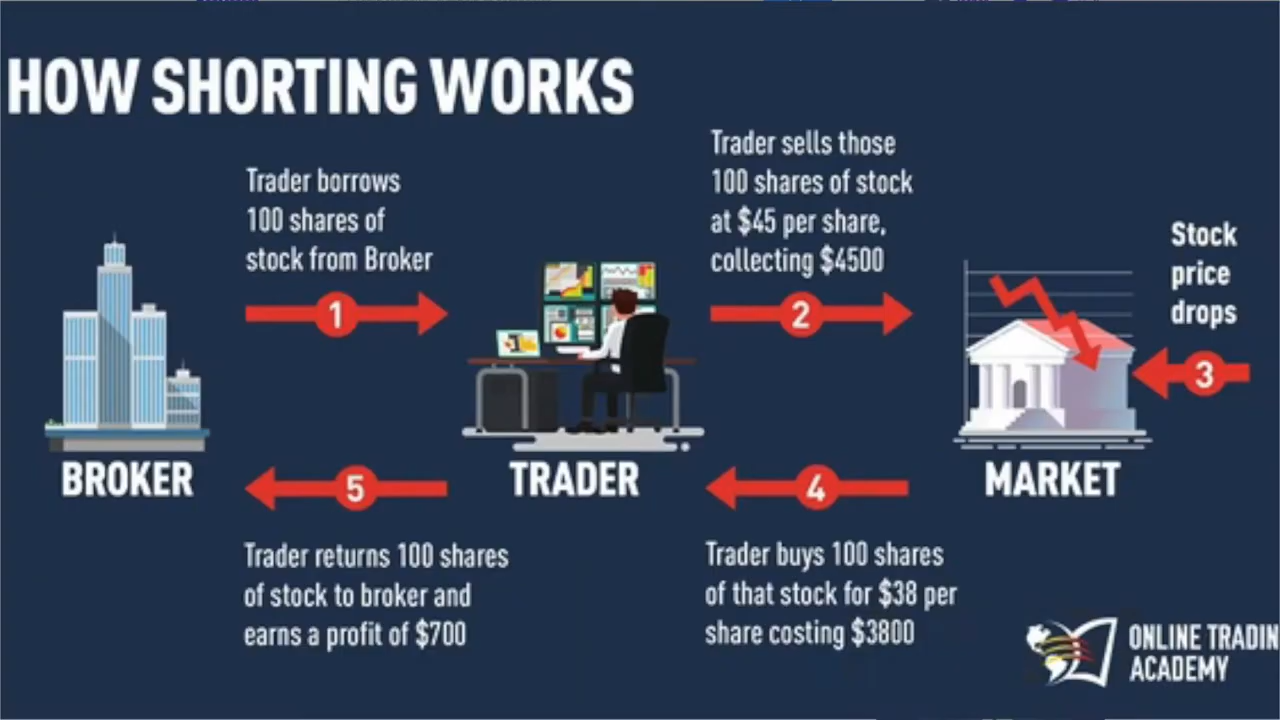 HOW SHORTING WORKS
Trader borrows
100 shares of
stock from Broker
1
Trader sells those
100 shares of stock
at $45 per share,
collecting $4500
2
Stock
price
drops
3
BROKER
TRADER
MARKET
5
Trader returns 100 shares
of stock to broker and
earns a profit of $700
4
Trader buys 100 shares
of that stock for $38 per
share costing $3800
ONLINE TRADIN
ACADEMY